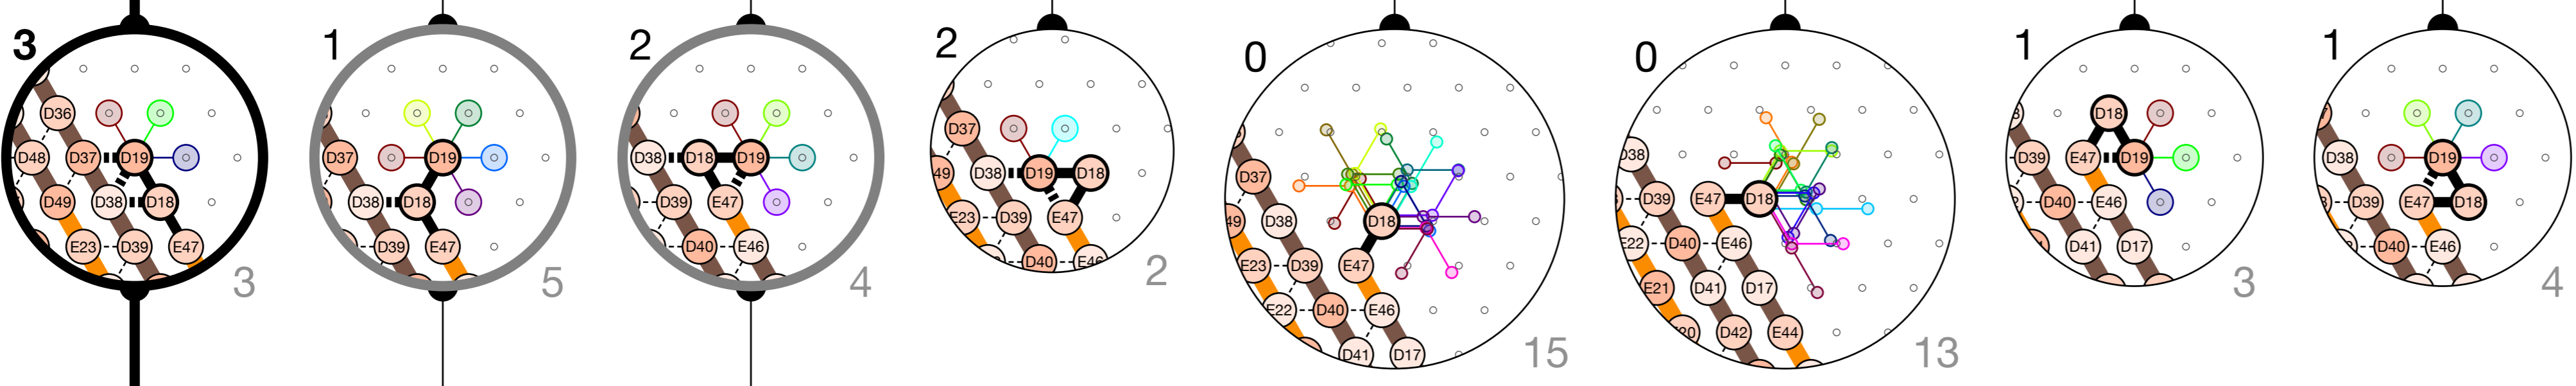 3
D36
D48 D37 D19
D49 D38 D18
E23 D39 E47
3
1
D37 D19
D38 D18
D39 E47
5
2
D38 D18 D19
D39 E47
D40 E46
4
2
D37
49 D38 D19 D18
E23 D39 E47
D40 E46
2
0
D37
49 D38 D18
E23 D39 E47
E22 D40 E46
D41 D17
15
0
D38
D39 E47 D18
E22 D40 E46
E21 D41 D17
D42 E44
13
1
D18
D39 E47 D19
D40 E46
D41 D17
3
1
D38 D19
D39 E47 D18
D40 E46
4